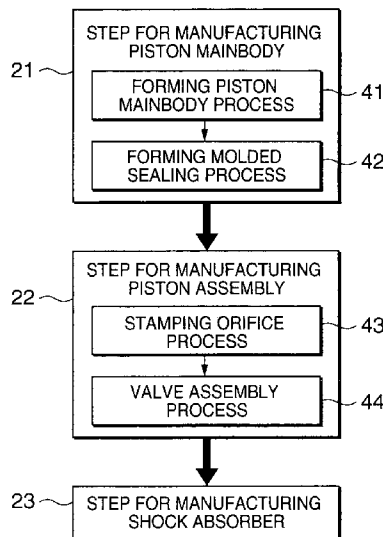 STEP FOR MANUFACTURING
PISTON MAINBODY
21
FORMING PISTON
MAINBODY PROCESS
41
FORMING MOLDED
SEALING PROCESS
42
STEP FOR MANUFACTURING
PISTON ASSEMBLY
22
STAMPING ORIFICE
PROCESS
43
VALVE ASSEMBLY
PROCESS
44
23
STEP FOR MANUFACTURING
SHOCK ABSORBER